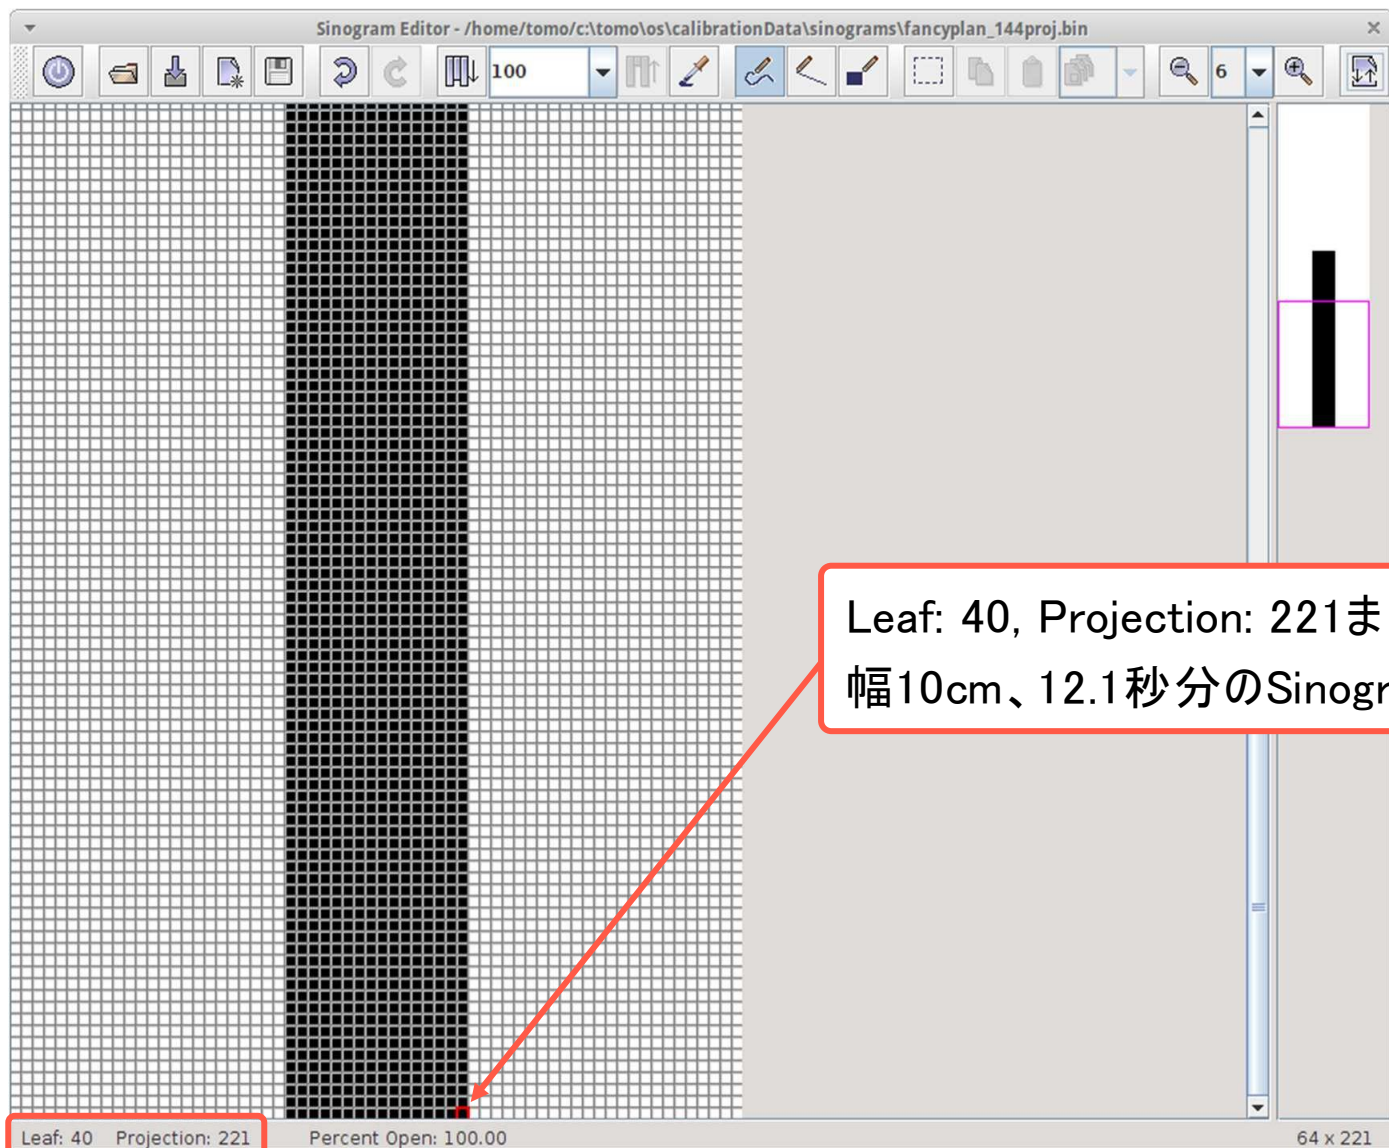 Sinogram Editor - /home/tomo/c:\tomo\os\calibrationData\sinograms\fancyplan_144proj.bin
100
6
Leaf: 40, Projection: 221ま
幅10cm、12.1秒分のSinogr
Leaf: 40 Projection: 221 Percent Open: 100.00 64 x 221